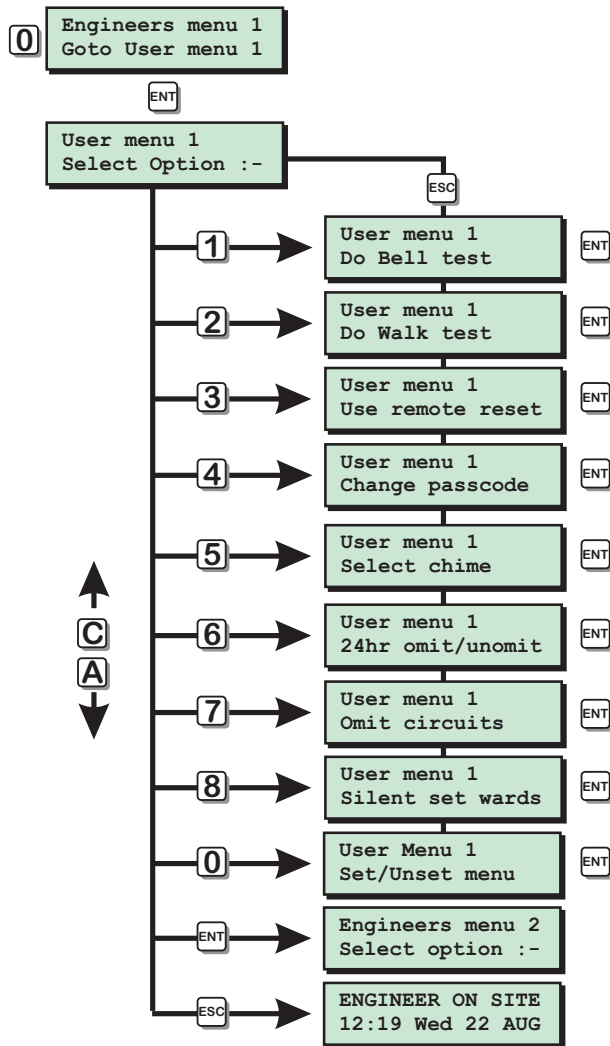 0
Engineers menu 1
Goto User menu 1
ENT
User menu 1
Select Option :-
ESC
1
User menu 1
Do Bell test
ENT
2
User menu 1
Do Walk test
ENT
3
User menu 1
Use remote reset
ENT
4
User menu 1
Change passcode
ENT
5
User menu 1
Select chime
ENT
C
A
6
User menu 1
24hr omit/unomit
ENT
7
User menu 1
Omit circuits
ENT
8
User menu 1
Silent set wards
ENT
0
User Menu 1
Set/Unset menu
ENT
ENT
Engineers menu 2
Select option :-
ESC
ENGINEER ON SITE
12:19 Wed 22 AUG